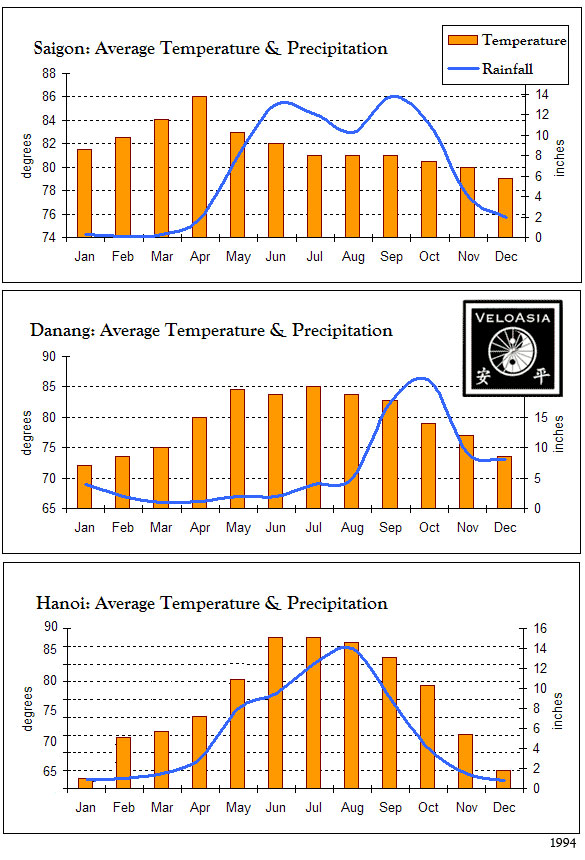 Saigon: Average Temperature & Precipitation
Temperature
Rainfall
88
86
84
82
80
78
76
74
degrees
14
12
10
8
6
4
2
0
inches
Jan Feb Mar Apr May Jun Jul Aug Sep Oct Nov Dec
Danang: Average Temperature & Precipitation
VELOASIA
安 平
90
85
80
75
70
65
degrees
15
10
5
0
inches
Jan Feb Mar Apr May Jun Jul Aug Sep Oct Nov Dec
Hanoi: Average Temperature & Precipitation
90
85
80
75
70
65
degrees
16
14
12
10
8
6
4
2
0
inches
Jan Feb Mar Apr May Jun Jul Aug Sep Oct Nov Dec
1994